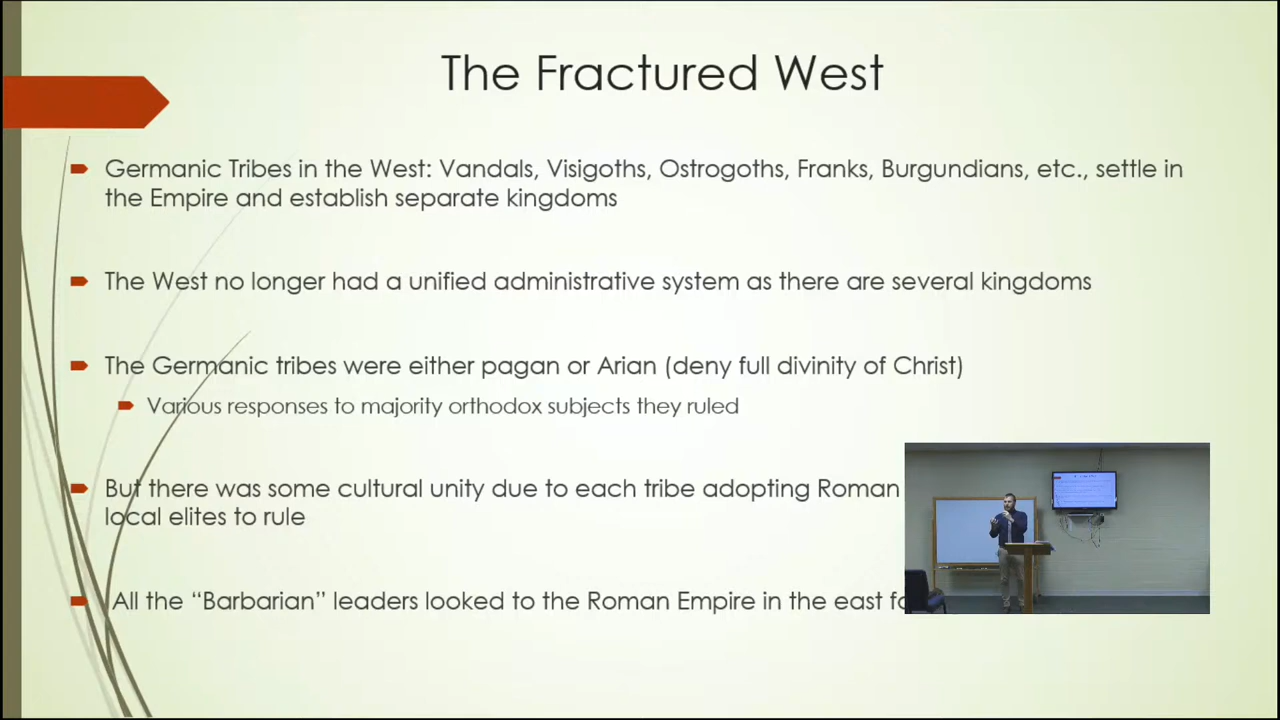 The Fractured West
Germanic Tribes in the West: Vandals, Visigoths, Ostrogoths, Franks, Burgundians, etc., settle in
the Empire and establish separate kingdoms
The West no longer had a unified administrative system as there are several kingdoms
The Germanic tribes were either pagan or Arian (deny full divinity of Christ)
Various responses to majority orthodox subjects they ruled
But there was some cultural unity due to each tribe adopting Roman
local elites to rule
All the “Barbarian” leaders looked to the Roman Empire in the east